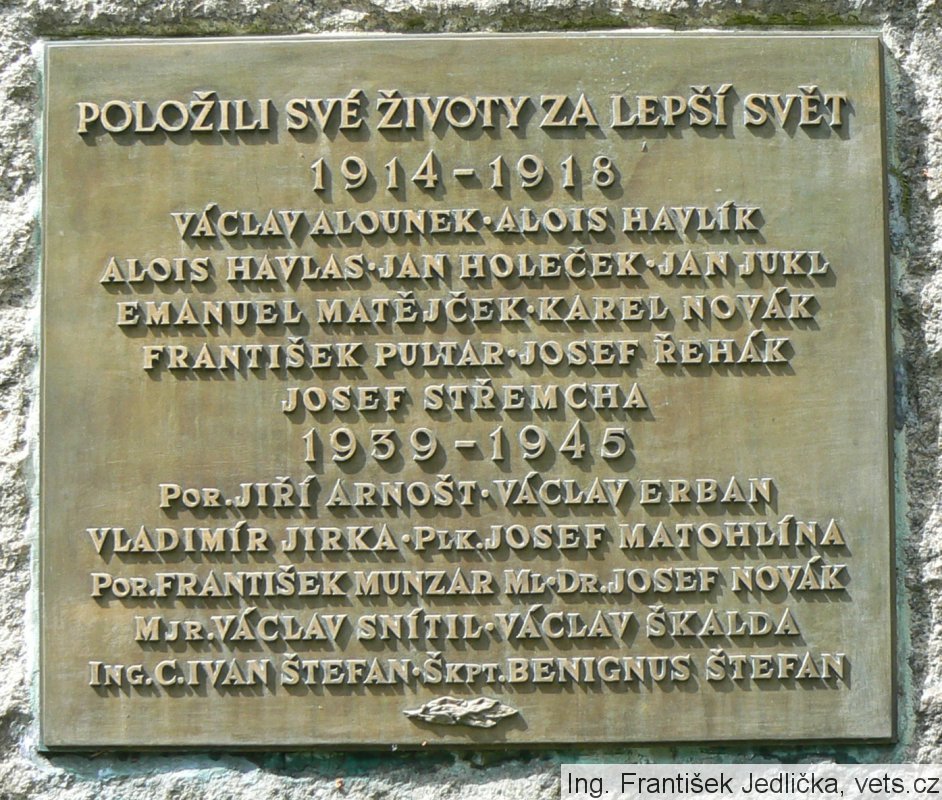 POLOŽILI SVÉ ŽIVOTY ZA LEPŠÍ SVĚT
1914-1918
VÁCLAV ALOUNEK·ALOIS HAVLÍK
ALOIS HAVLAS·JAN HOLEČEK·JAN JUKL
EMANUEL MATĚJČEK·KAREL NOVÁK
FRANTIŠEK PULTAR·JOSEF ŘEHÁK
JOSEF STŘEMCHA
1939-1945
POR.JIŘÍ ARNOŠT·VÁCLAV ERBAN
VLADIMÍR JIRKA·PLK.JOSEF MATOHLÍNA
POR.FRANTIŠEK MUNZAR ML·DR.JOSEF NOVÁK
MJR.VÁCLAV SNÍTIL·VÁCLAV ŠKALDA
ING.C.IVAN ŠTEFAN·ŠKPT.BENIGNUS ŠTEFAN
Ing. František Jedlička, vets.cz